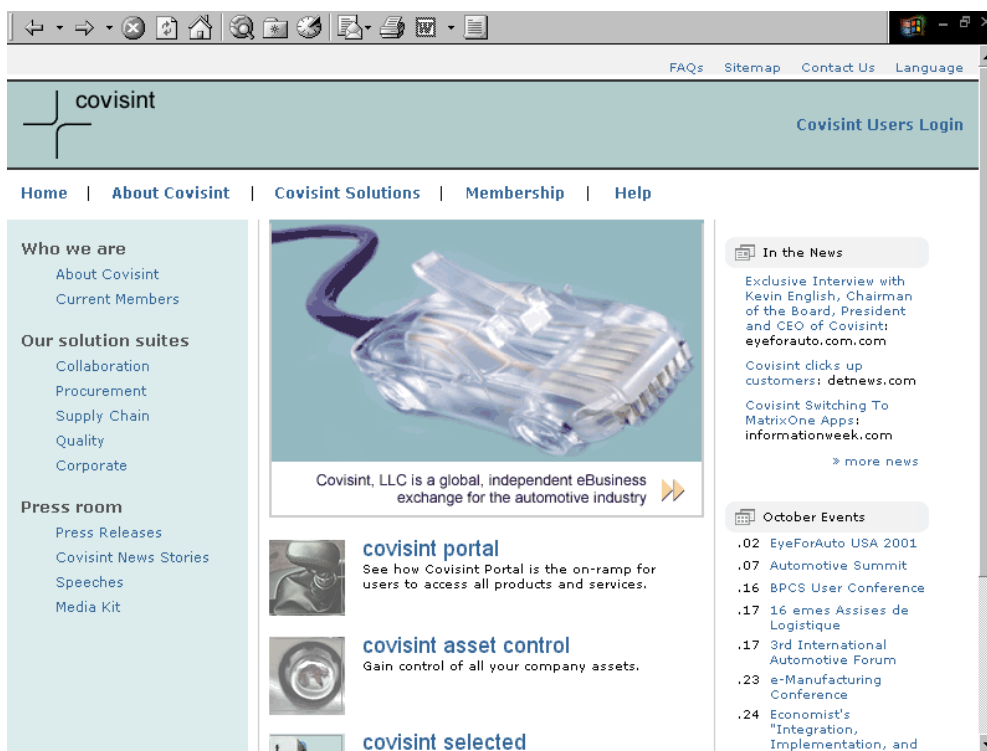 FAQs Sitemap Contact Us Language
covisint
Covisint Users Login
Home | About Covisint | Covisint Solutions | Membership | Help
Who we are
About Covisint
Current Members
Our solution suites
Collaboration
Procurement
Supply Chain
Quality
Corporate
Press room
Press Releases
Covisint News Stories
Speeches
Media Kit
Covisint, LLC is a global, independent eBusiness
exchange for the automotive industry
covisint portal
See how Covisint Portal is the on-ramp for
users to access all products and services.
covisint asset control
Gain control of all your company assets.
covisint selected
In the News
Exclusive Interview with
Kevin English, Chairman
of the Board, President
and CEO of Covisint:
eyeforauto.com.com
Covisint clicks up
customers: detnews.com
Covisint Switching To
MatrixOne Apps:
informationweek.com
» more news
October Events
.02 EyeForAuto USA 2001
.07 Automotive Summit
.16 BPCS User Conference
.17 16 emes Assises de
Logistique
.17 3rd International
Automotive Forum
.23 e-Manufacturing
Conference
.24 Economist's
"Integration,
Implementation, and